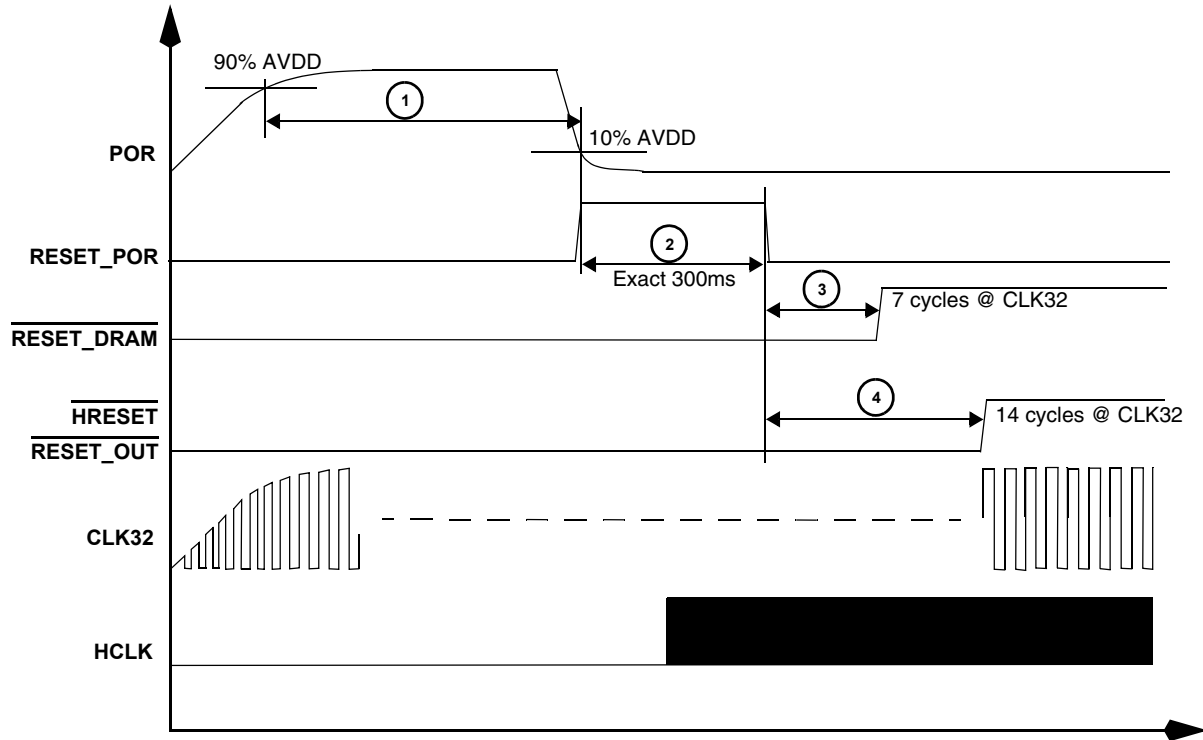 90% AVDD
1
10% AVDD
POR
2
RESET_POR
Exact 300ms
3
7 cycles @ CLK32
RESET_DRAM
4
HRESET
14 cycles @ CLK32
RESET_OUT
CLK32
HCLK